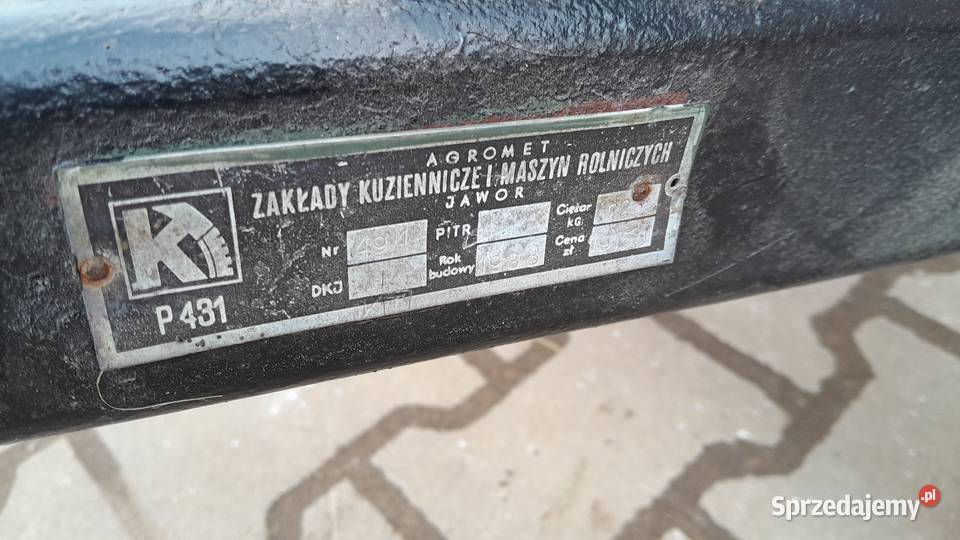 AGROMET
ZAKŁADY KUZIENNICZE I MASZYN ROLNICZYCH
JAWOR
K
P 431
Nr
PiTR
Ciężar kG
DKJ
Rok budowy
Cena zł
Sprzedajemy.pl